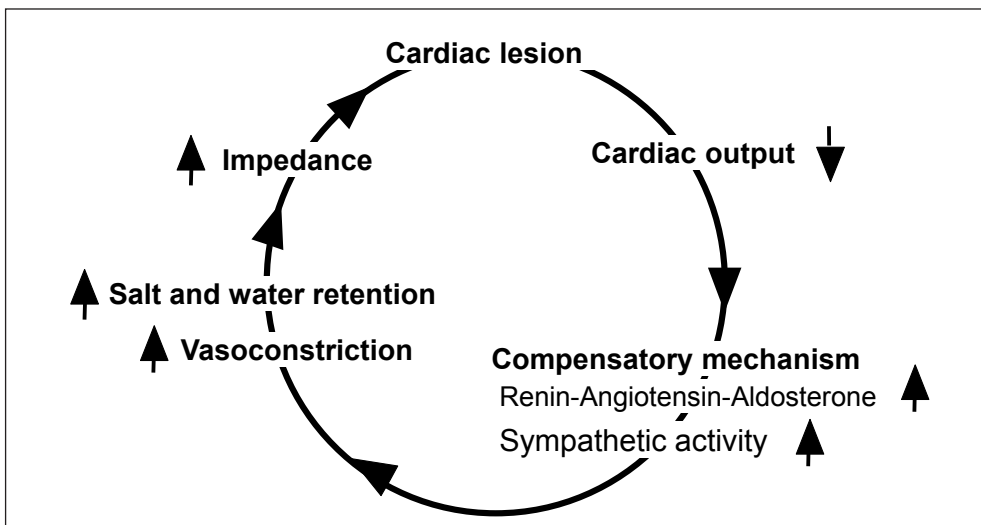 Cardiac lesion
Impedance
Cardiac output
Salt and water retention
Vasoconstriction
Compensatory mechanism
Renin-Angiotensin-Aldosterone
Sympathetic activity